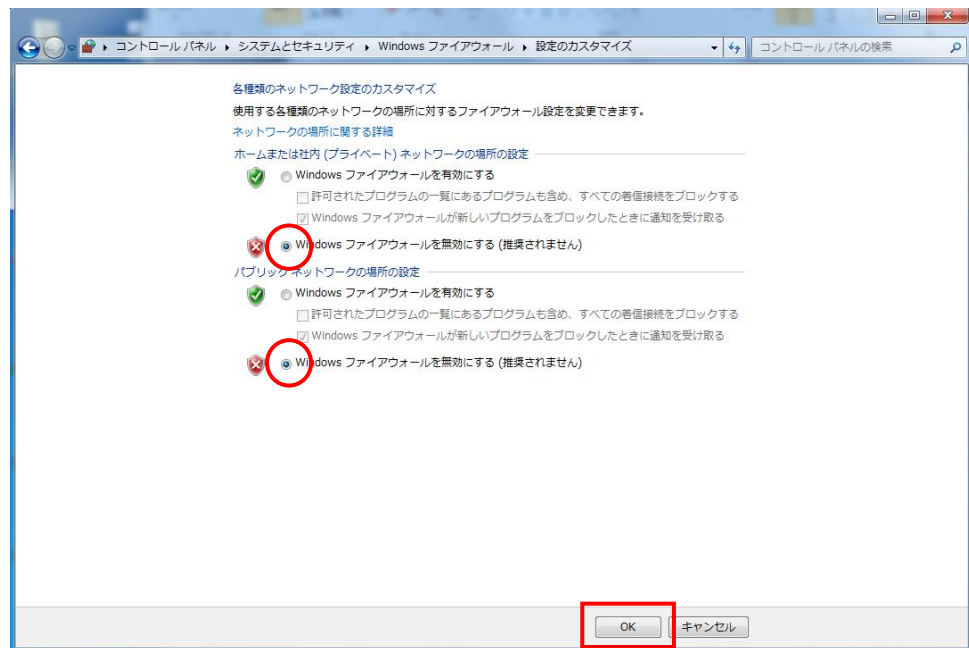 コントロール パネル ▸ システムとセキュリティ ▸ Windows ファイアウォール ▸ 設定のカスタマイズ
コントロール パネルの検索
各種類のネットワーク設定のカスタマイズ
使用する各種類のネットワークの場所に対するファイアウォール設定を変更できます。
ネットワークの場所に関する詳細
ホームまたは社内 (プライベート) ネットワークの場所の設定
Windows ファイアウォールを有効にする
許可されたプログラムの一覧にあるプログラムも含め、すべての着信接続をブロックする
Windows ファイアウォールが新しいプログラムをブロックしたときに通知を受け取る
Windows ファイアウォールを無効にする (推奨されません)
パブリック ネットワークの場所の設定
Windows ファイアウォールを有効にする
許可されたプログラムの一覧にあるプログラムも含め、すべての着信接続をブロックする
Windows ファイアウォールが新しいプログラムをブロックしたときに通知を受け取る
Windows ファイアウォールを無効にする (推奨されません)
OK
キャンセル